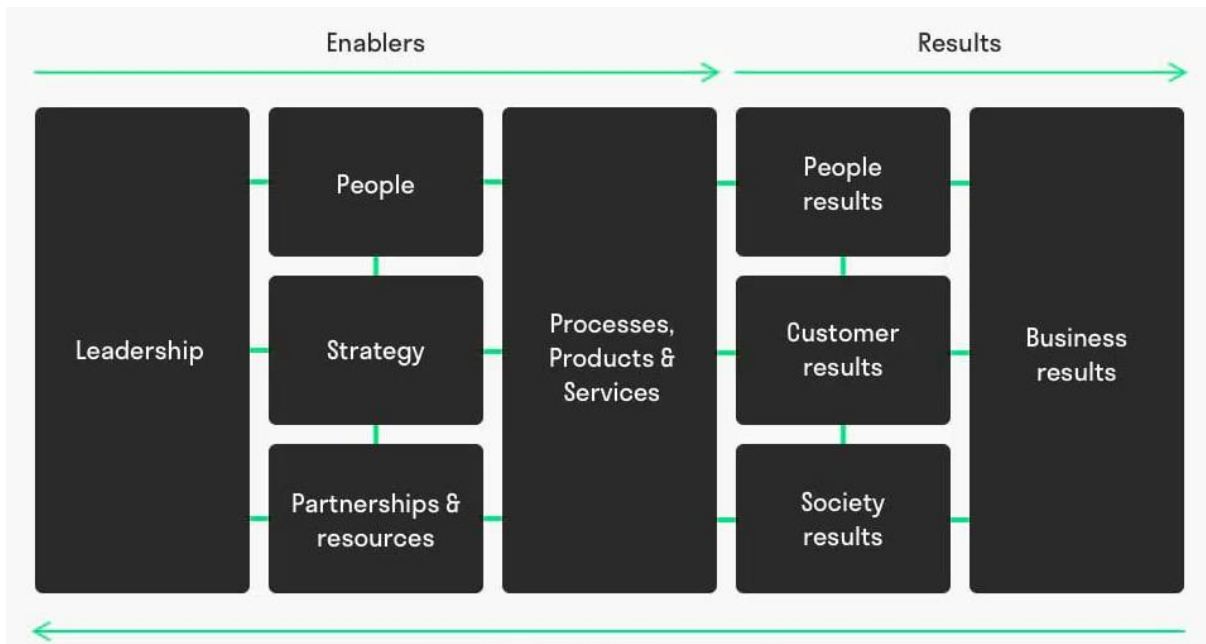 Enablers
Results
Leadership
People
Strategy
Partnerships &
resources
Processes,
Products &
Services
People
results
Customer
results
Society
results
Business
results